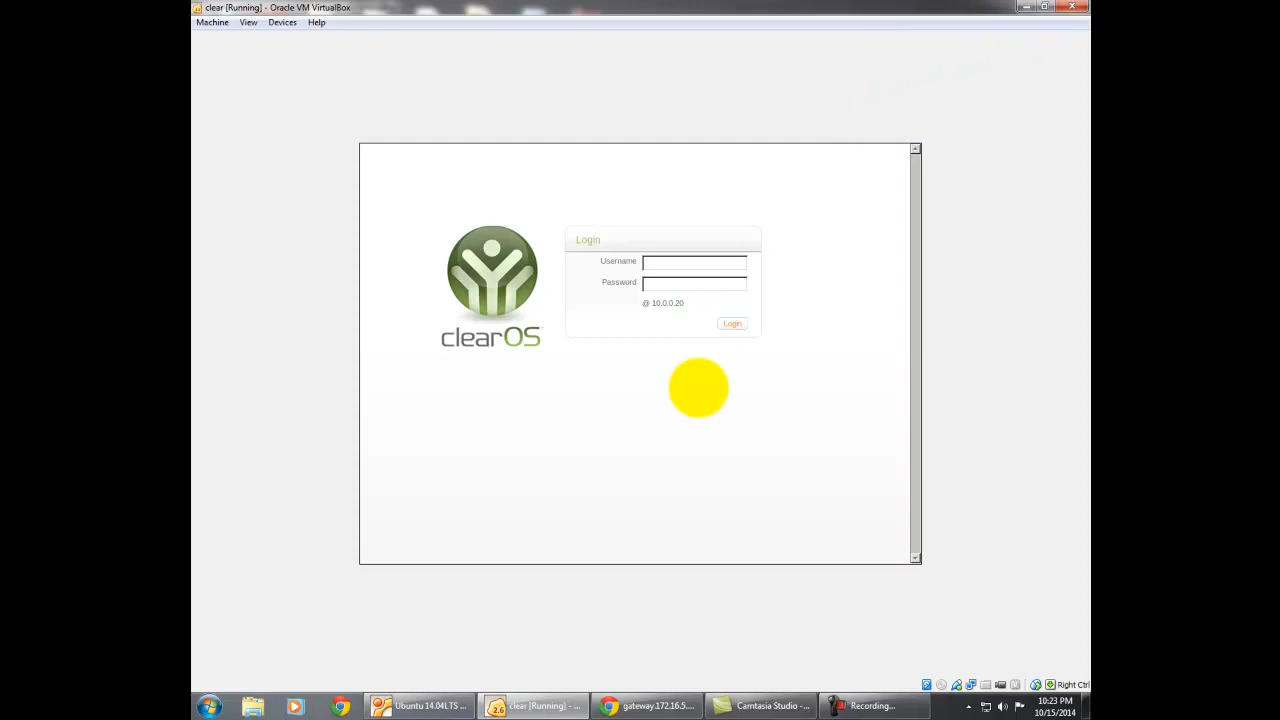 clear [Running] - Oracle VM VirtualBox
Machine View Devices Help
Login
Username
Password
@ 10.0.0.20
Login
clearOS
Right Ctrl
Ubuntu 14.04LTS ...
2.6
clear [Running] - ...
gateway.172.16.5....
Camtasia Studio - ...
Recording...
10:23 PM
10/15/2014